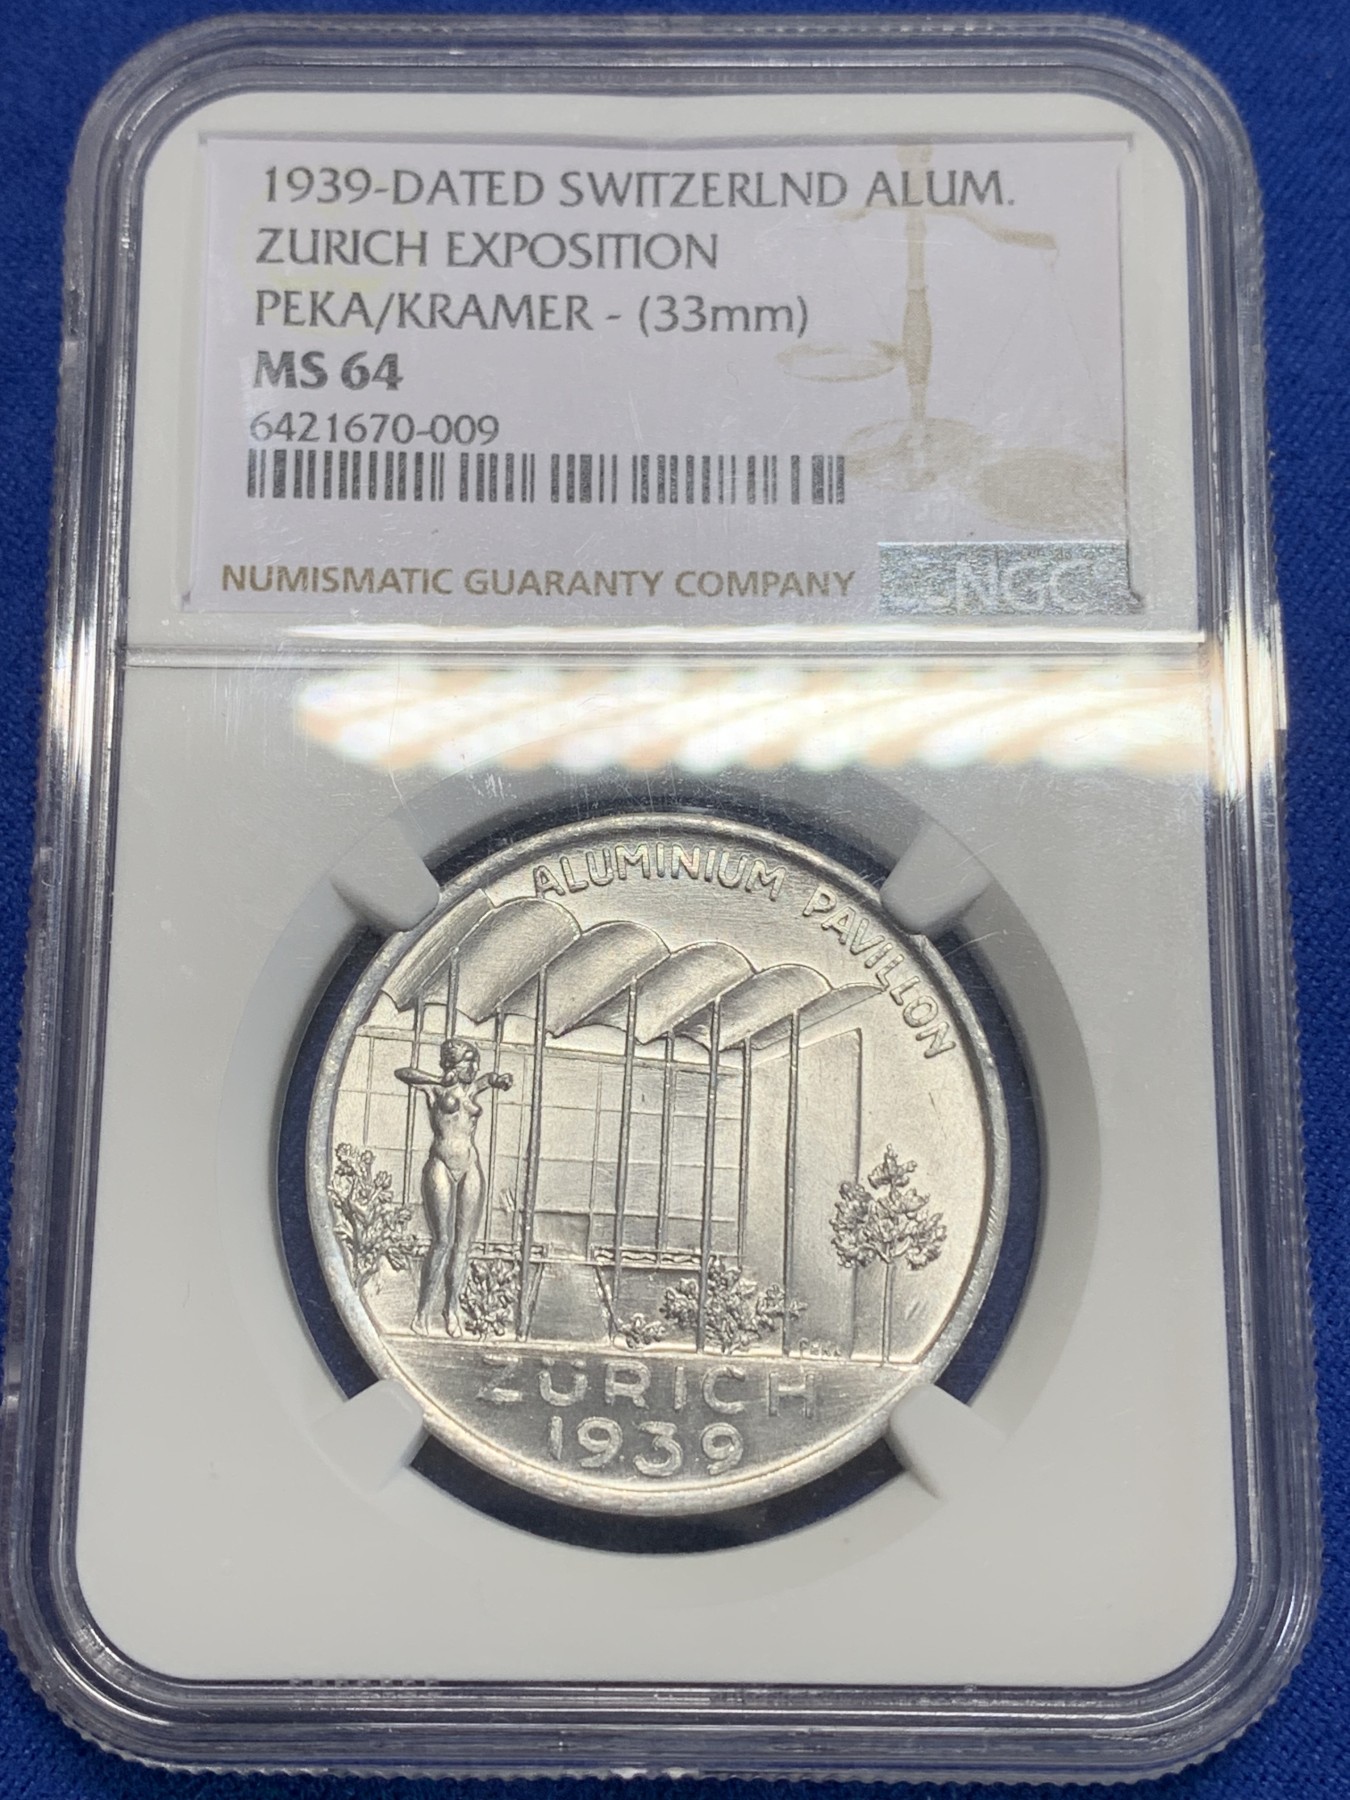 1939-DATED SWITZERLND ALUM.
ZURICH EXPOSITION
PEKA/KRAMER - (33mm)
MS 64
6421670-009
NUMISMATIC GUARANTY COMPANY
NGC
ALUMINIUM PAVILLON
ZÜRICH
1939